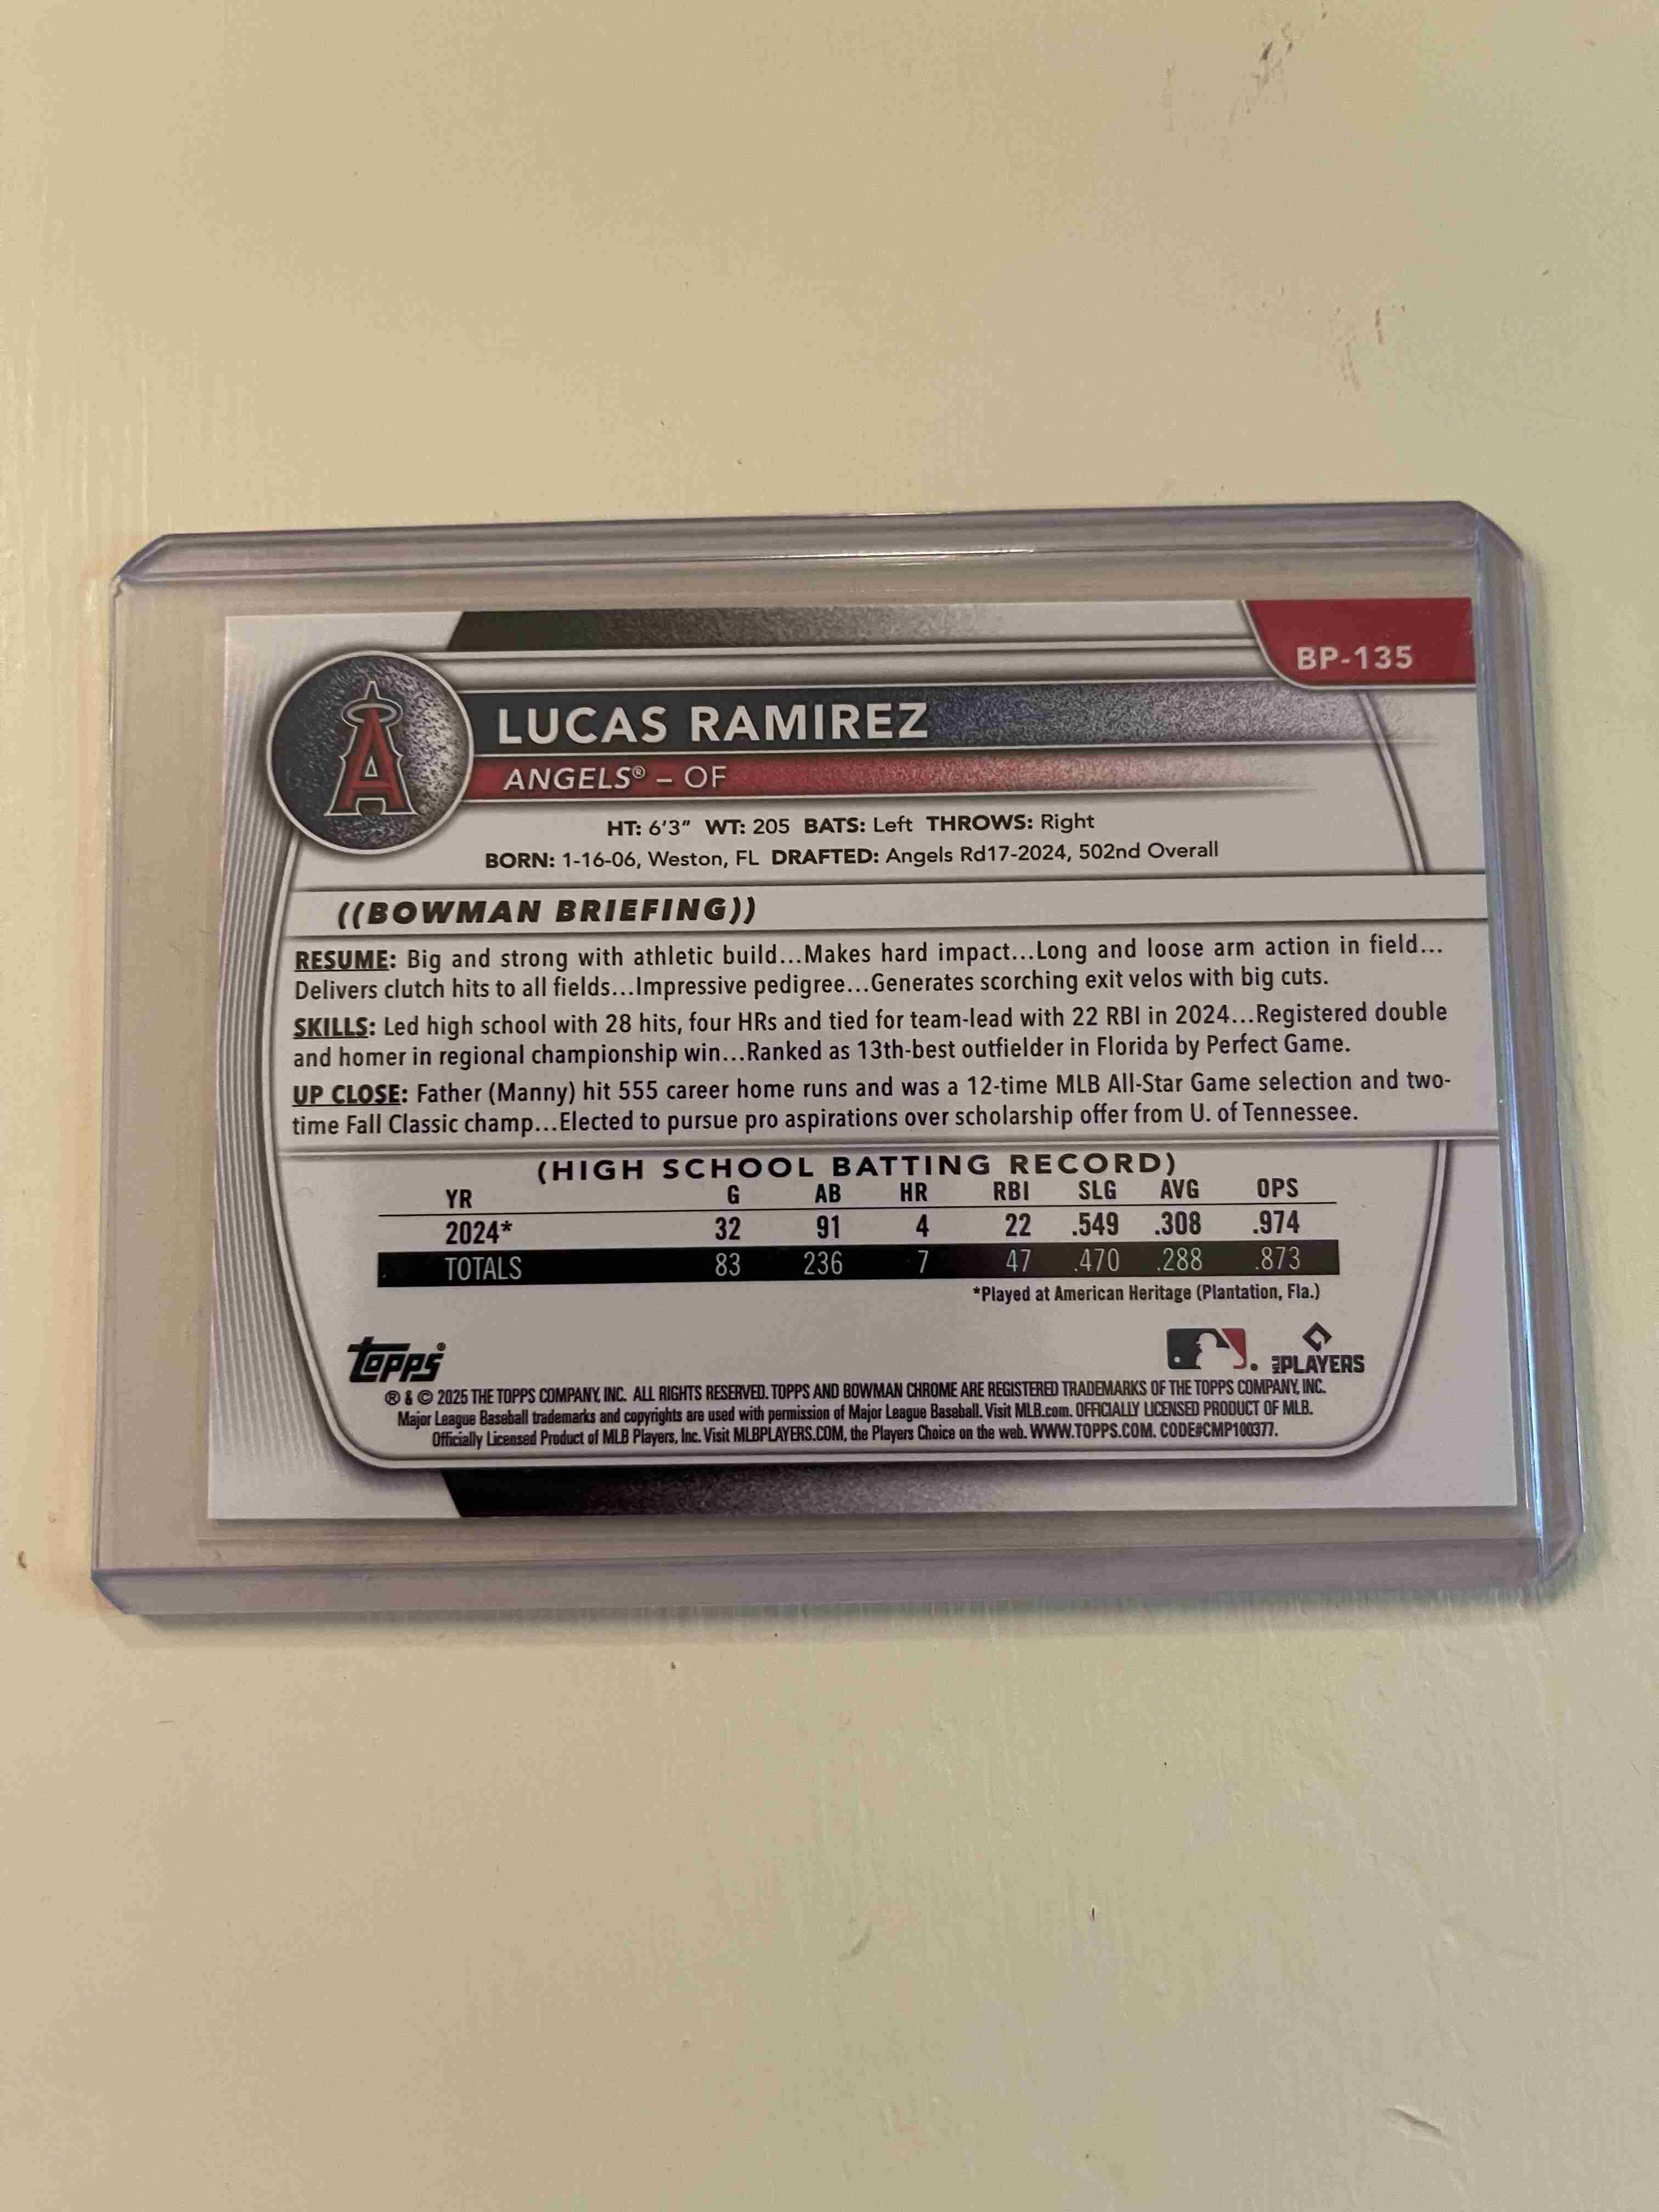 BP-135
A
LUCAS RAMIREZ
ANGELS® – OF
HT: 6'3" WT: 205 BATS: Left THROWS: Right
BORN: 1-16-06, Weston, FL DRAFTED: Angels Rd17-2024, 502nd Overall
((BOWMAN BRIEFING))
RESUME: Big and strong with athletic build...Makes hard impact...Long and loose arm action in field...
Delivers clutch hits to all fields...Impressive pedigree...Generates scorching exit velos with big cuts.
SKILLS: Led high school with 28 hits, four HRs and tied for team-lead with 22 RBI in 2024...Registered double
and homer in regional championship win...Ranked as 13th-best outfielder in Florida by Perfect Game.
UP CLOSE: Father (Manny) hit 555 career home runs and was a 12-time MLB All-Star Game selection and two-
time Fall Classic champ...Elected to pursue pro aspirations over scholarship offer from U. of Tennessee.
(HIGH SCHOOL BATTING RECORD)
YR G AB HR RBI SLG AVG OPS
2024* 32 91 4 22 .549 .308 .974
TOTALS 83 236 7 47 .470 .288 .873
*Played at American Heritage (Plantation, Fla.)
topps®
MLB PLAYERS
® & © 2025 THE TOPPS COMPANY, INC. ALL RIGHTS RESERVED. TOPPS AND BOWMAN CHROME ARE REGISTERED TRADEMARKS OF THE TOPPS COMPANY, INC.
Major League Baseball trademarks and copyrights are used with permission of Major League Baseball. Visit MLB.com. OFFICIALLY LICENSED PRODUCT OF MLB.
Officially Licensed Product of MLB Players, Inc. Visit MLBPLAYERS.COM, the Players Choice on the web. WWW.TOPPS.COM. CODE#CMP100377.